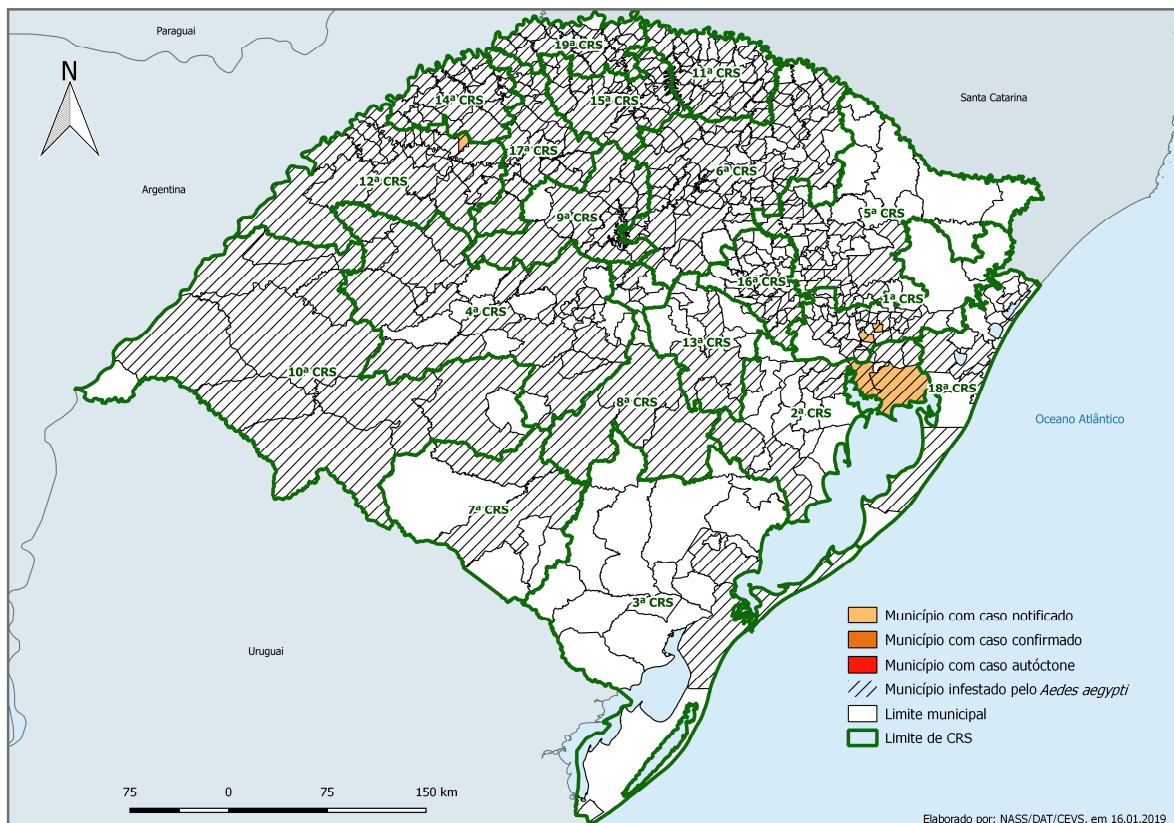 Paraguai
19ª CRS
11ª CRS
N
14ª CRS
15ª CRS
Santa Catarina
17ª CRS
6ª CRS
Argentina
12ª CRS
9ª CRS
5ª CRS
16ª CRS
1ª CRS
4ª CRS
13ª CRS
10ª CRS
18ª CRS
8ª CRS
2ª CRS
Oceano Atlântico
7ª CRS
3ª CRS
Uruguai
Município com caso notificado
Município com caso confirmado
Município com caso autóctone
Município infestado pelo Aedes aegypti
Limite municipal
Limite de CRS
75 0 75 150 km
Elaborado por: NASS/DAT/CEVS, em 16.01.2019